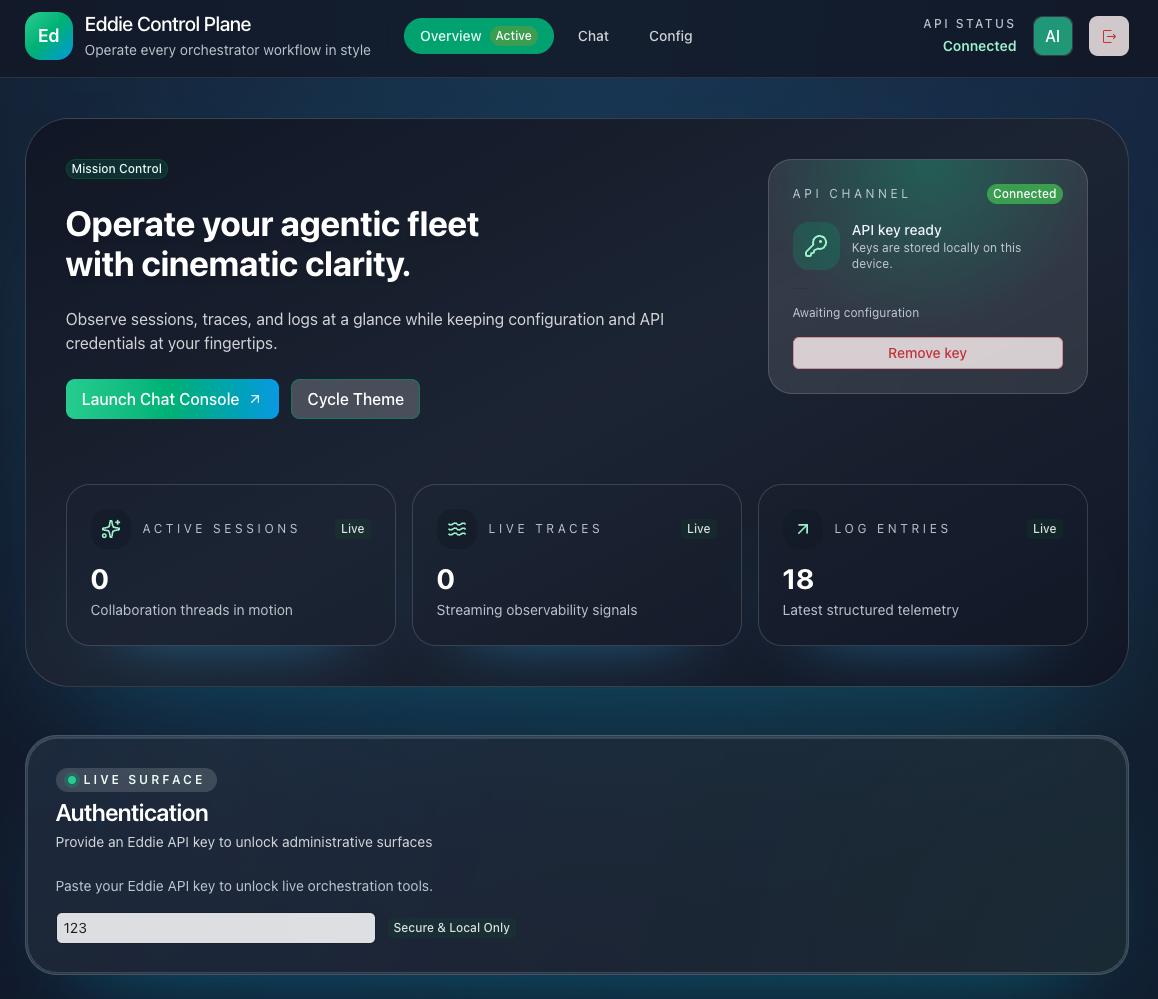 Ed
Eddie Control Plane
Operate every orchestrator workflow in style
Overview Active
Chat
Config
API STATUS
Connected
AI
Mission Control
Operate your agentic fleet
with cinematic clarity.
Observe sessions, traces, and logs at a glance while keeping configuration and API
credentials at your fingertips.
Launch Chat Console
Cycle Theme
API CHANNEL
Connected
API key ready
Keys are stored locally on this
device.
Awaiting configuration
Remove key
ACTIVE SESSIONS
Live
0
Collaboration threads in motion
LIVE TRACES
Live
0
Streaming observability signals
LOG ENTRIES
Live
18
Latest structured telemetry
LIVE SURFACE
Authentication
Provide an Eddie API key to unlock administrative surfaces
Paste your Eddie API key to unlock live orchestration tools.
123
Secure & Local Only